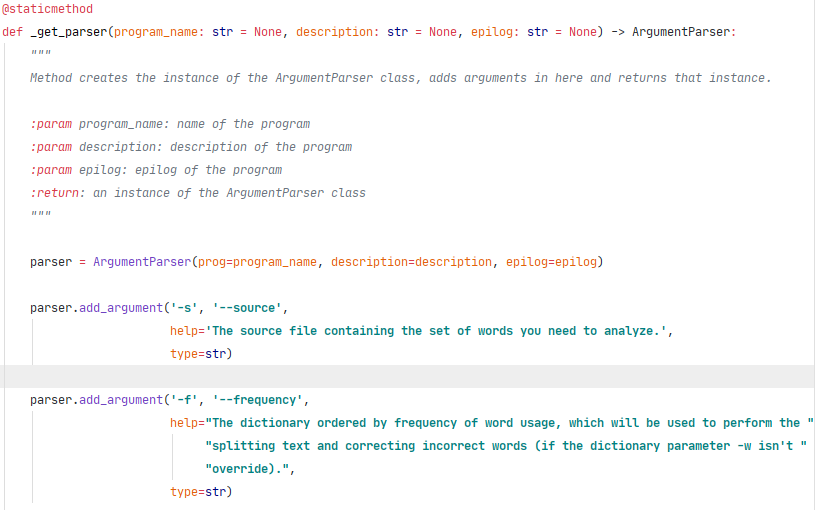 @staticmethod
def _get_parser(program_name: str = None, description: str = None, epilog: str = None) -> ArgumentParser:
    """
    Method creates the instance of the ArgumentParser class, adds arguments in here and returns that instance.

    :param program_name: name of the program
    :param description: description of the program
    :param epilog: epilog of the program
    :return: an instance of the ArgumentParser class
    """

    parser = ArgumentParser(prog=program_name, description=description, epilog=epilog)

    parser.add_argument('-s', '--source',
                        help='The source file containing the set of words you need to analyze.',
                        type=str)

    parser.add_argument('-f', '--frequency',
                        help="The dictionary ordered by frequency of word usage, which will be used to perform the "
                             "splitting text and correcting incorrect words (if the dictionary parameter -w isn't "
                             "override).",
                        type=str)